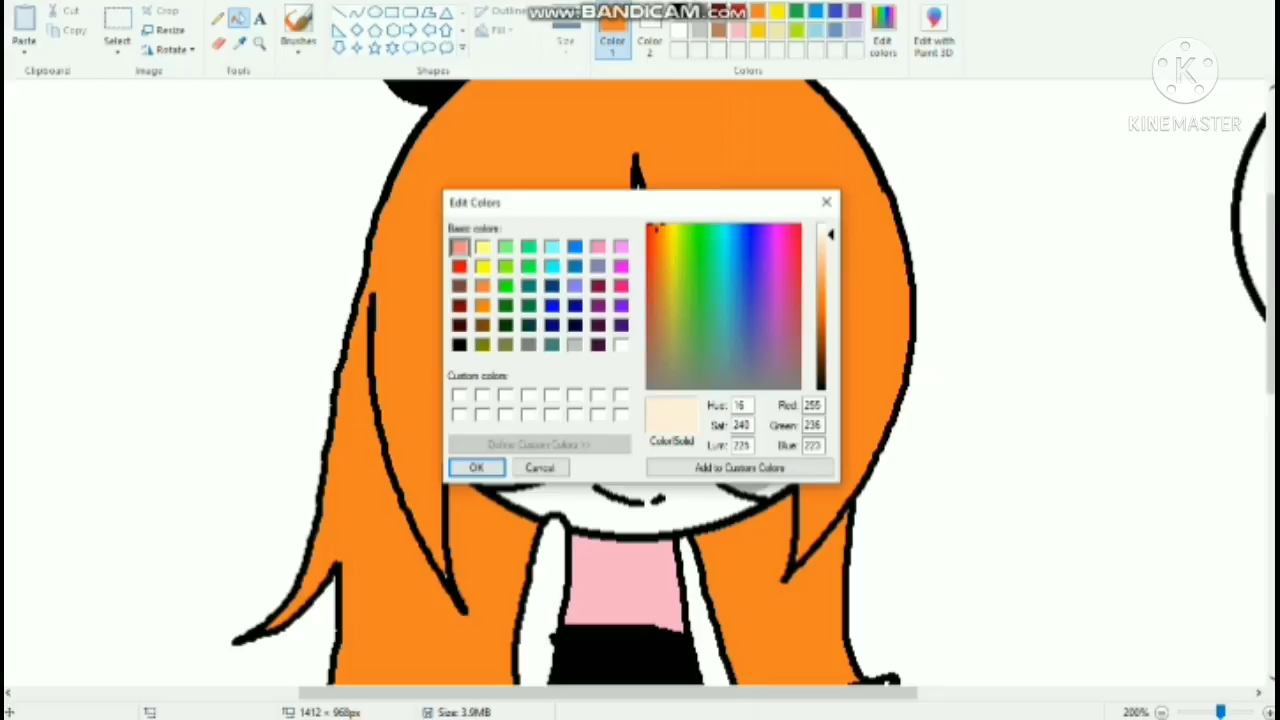 www.BANDICAM.com
Paste
Cut
Copy
Clipboard
Select
Crop
Resize
Rotate
Image
A
Tools
Brushes
Outline
Fill
Shapes
Size
Color
1
Color
2
Edit
colors
Colors
Edit with
Paint 3D
K
KINEMASTER
Edit Colors
Basic colors:
Custom colors:
Define Custom Colors >>
OK
Cancel
Color|Solid
Hue: 16
Sat: 240
Lum: 225
Red: 255
Green: 236
Blue: 223
Add to Custom Colors
1412 × 968px
Size: 3.9MB
200%